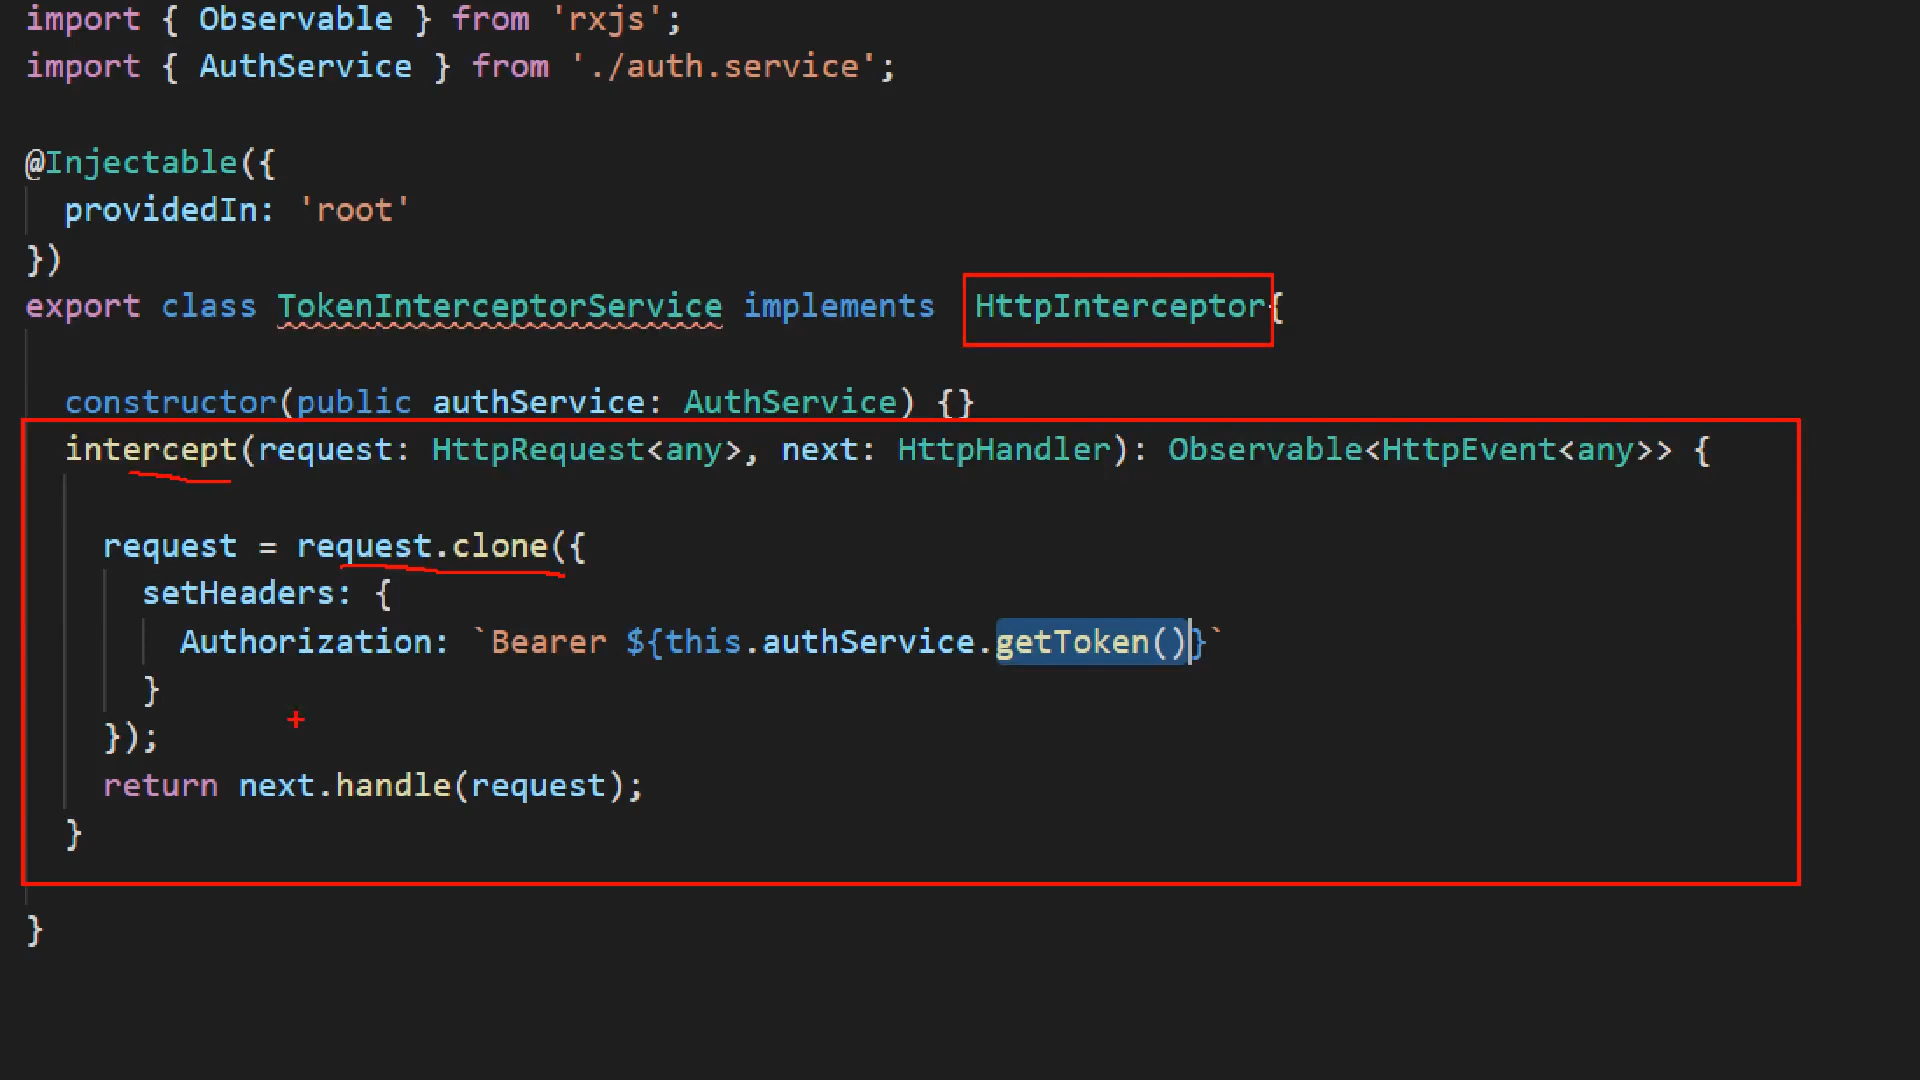 import { Observable } from 'rxjs';
import { AuthService } from './auth.service';
@Injectable({
providedIn: 'root'
})
export class TokenInterceptorService implements HttpInterceptor{
constructor(public authService: AuthService) {}
intercept(request: HttpRequest<any>, next: HttpHandler): Observable<HttpEvent<any>> {
request = request.clone({
setHeaders: {
Authorization: `Bearer ${this.authService.getToken()}`
}
});
return next.handle(request);
}
}